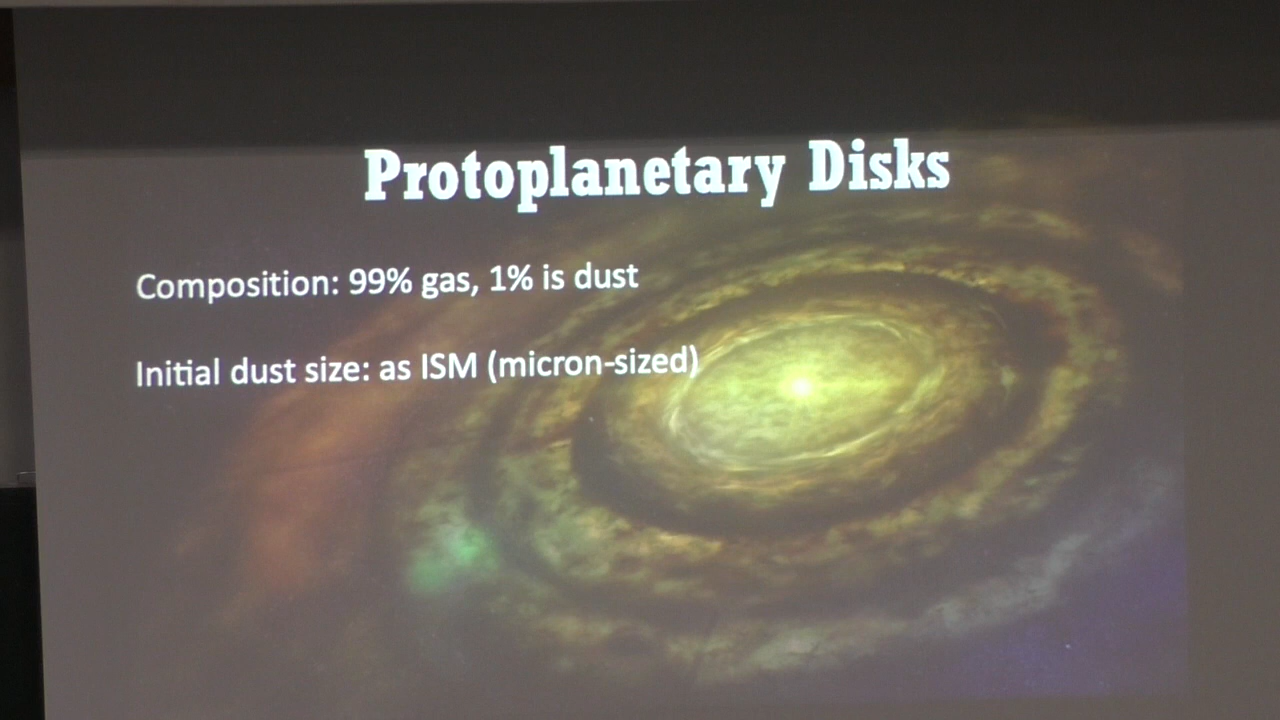 Protoplanetary Disks
Composition: 99% gas, 1% is dust
Initial dust size: as ISM (micron-sized)